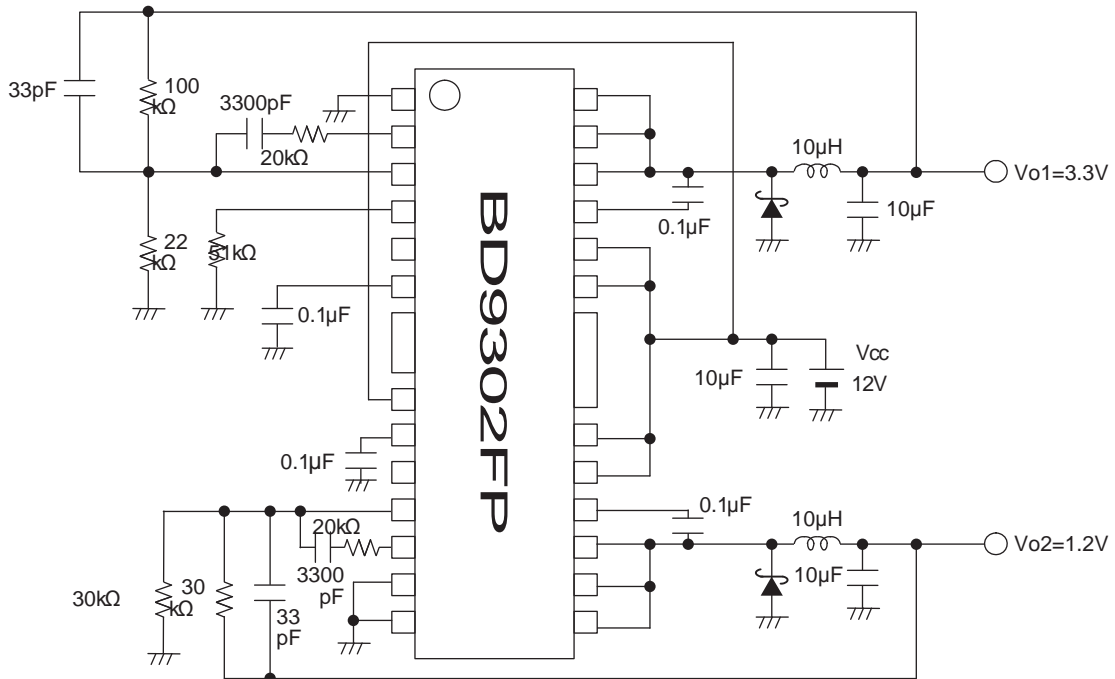 33pF
100
kΩ
3300pF
20kΩ
22
kΩ
51kΩ
0.1µF
0.1µF
BD9302FP
10µH
0.1µF
10µF
Vo1=3.3V
10µF
Vcc
12V
0.1µF
10µH
Vo2=1.2V
10µF
20kΩ
3300
pF
30kΩ
30
kΩ
33
pF